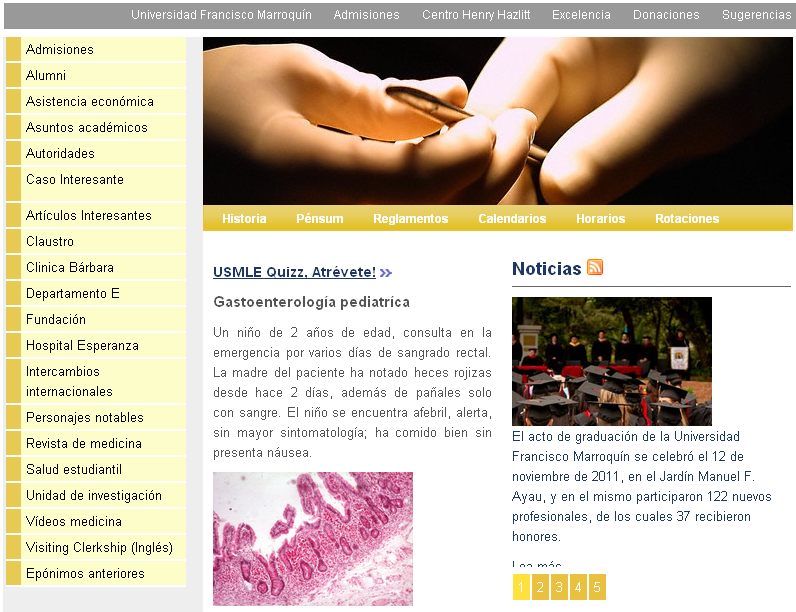 Universidad Francisco Marroquín Admisiones Centro Henry Hazlitt Excelencia Donaciones Sugerencias
Admisiones
Alumni
Asistencia económica
Asuntos académicos
Autoridades
Caso Interesante
Artículos Interesantes
Claustro
Clinica Bárbara
Departamento E
Fundación
Hospital Esperanza
Intercambios
internacionales
Personajes notables
Revista de medicina
Salud estudiantil
Unidad de investigación
Vídeos medicina
Visiting Clerkship (Inglés)
Epónimos anteriores
Historia Pénsum Reglamentos Calendarios Horarios Rotaciones
USMLE Quizz, Atrévete!
Gastoenterología pediatríca
Un niño de 2 años de edad, consulta en la
emergencia por varios días de sangrado rectal.
La madre del paciente ha notado heces rojizas
desde hace 2 días, además de pañales solo
con sangre. El niño se encuentra afebril, alerta,
sin mayor sintomatología; ha comido bien sin
presenta náusea.
Noticias
El acto de graduación de la Universidad
Francisco Marroquín se celebró el 12 de
noviembre de 2011, en el Jardín Manuel F.
Ayau, y en el mismo participaron 122 nuevos
profesionales, de los cuales 37 recibieron
honores.
Lea más
1 2 3 4 5